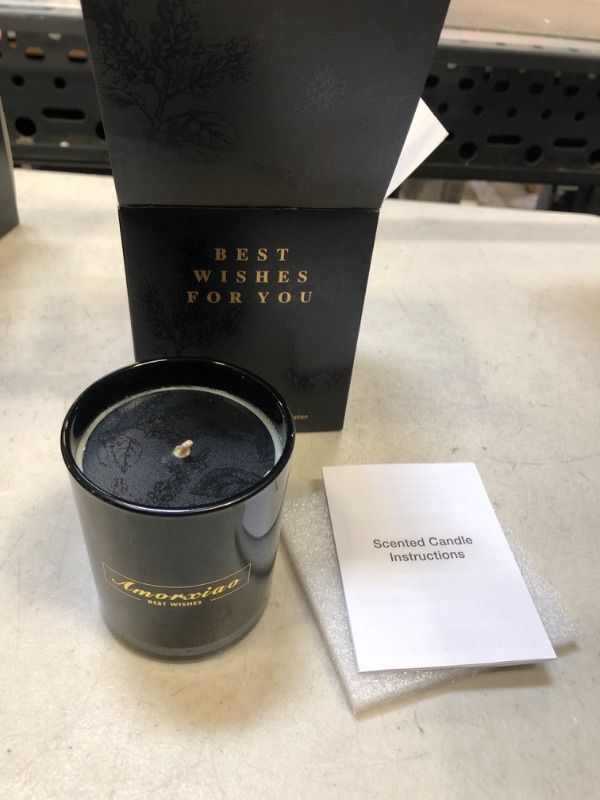 BEST
WISHES
FOR YOU
Amorxiao
BEST WISHES
Scented Candle
Instructions